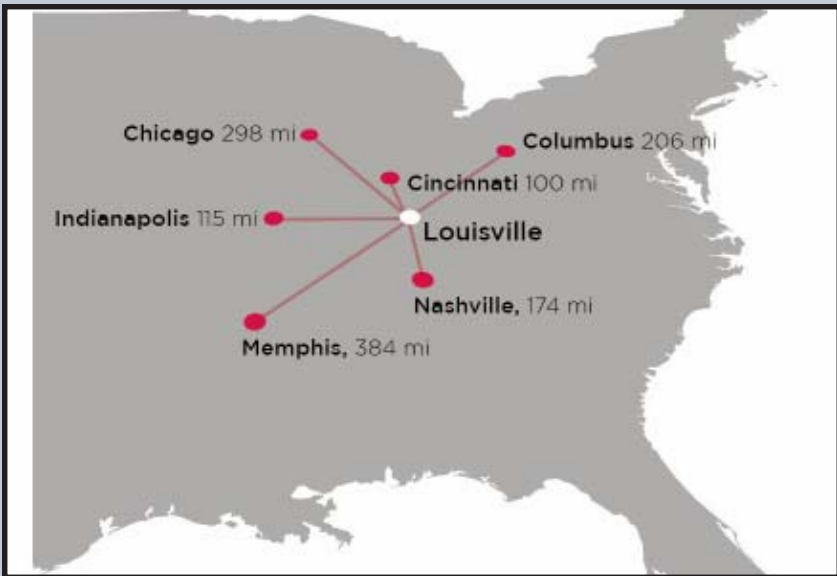 Chicago 298 mi
Columbus 206 mi
Cincinnati 100 mi
Indianapolis 115 mi
Louisville
Nashville, 174 mi
Memphis, 384 mi